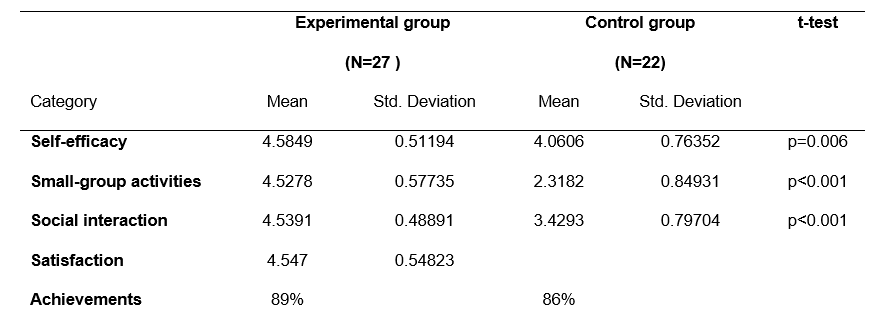 Experimental group Control group t-test
(N=27 ) (N=22)
Category Mean Std. Deviation Mean Std. Deviation
Self-efficacy 4.5849 0.51194 4.0606 0.76352 p=0.006
Small-group activities 4.5278 0.57735 2.3182 0.84931 p<0.001
Social interaction 4.5391 0.48891 3.4293 0.79704 p<0.001
Satisfaction 4.547 0.54823
Achievements 89% 86%